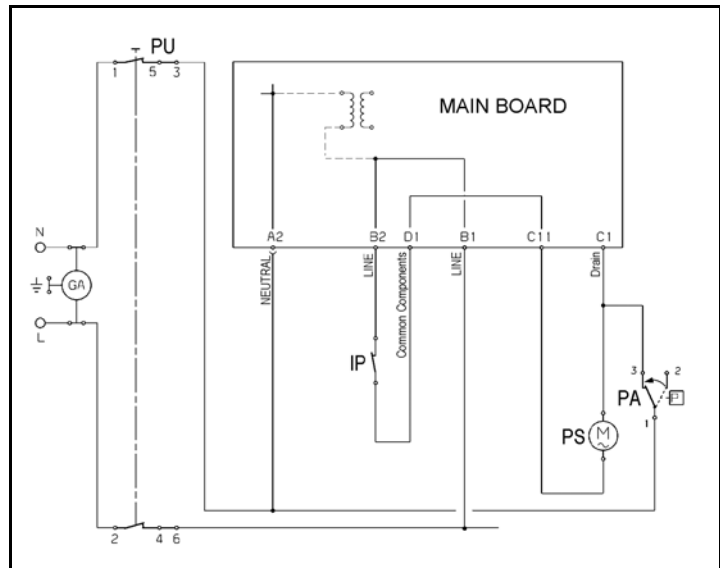 PU
1 5 3
MAIN BOARD
N
A2 B2 D1 B1 C11 C1
NEUTRAL
LINE
Common Components
LINE
Drain
GA
L
IP
3 2
PA P
1
PS M
2 4 6